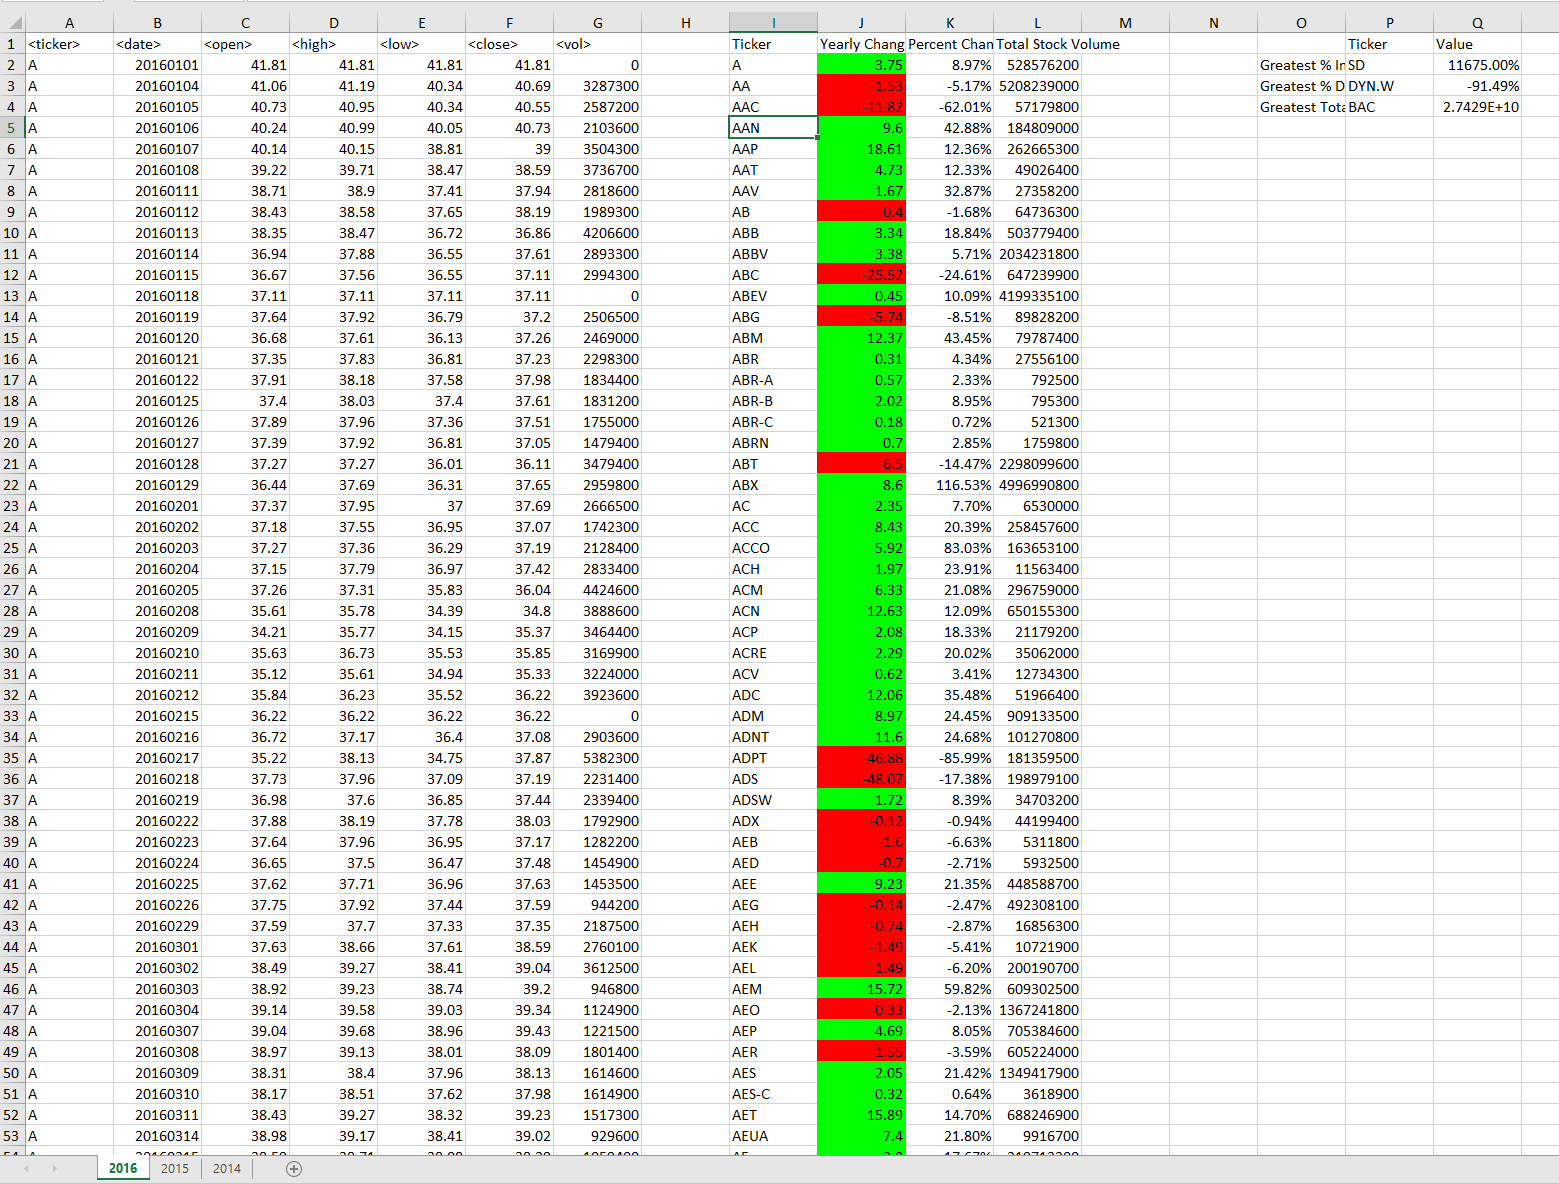 A B C D E F G H I J K L M N O P Q
1 <ticker> <date> <open> <high> <low> <close> <vol> Ticker Yearly Chang Percent Chan Total Stock Volume Ticker Value
2 A 20160101 41.81 41.81 41.81 41.81 0 A 3.75 8.97% 528576200 Greatest % In SD 11675.00%
3 A 20160104 41.06 41.19 40.34 40.69 3287300 AA -1.53 -5.17% 5208239000 Greatest % D DYN.W -91.49%
4 A 20160105 40.73 40.95 40.34 40.55 2587200 AAC -11.82 -62.01% 57179800 Greatest Tota BAC 2.7429E+10
5 A 20160106 40.24 40.99 40.05 40.73 2103600 AAN 9.6 42.88% 184809000
6 A 20160107 40.14 40.15 38.81 39 3504300 AAP 18.61 12.36% 262665300
7 A 20160108 39.22 39.71 38.47 38.59 3736700 AAT 4.73 12.33% 49026400
8 A 20160111 38.71 38.9 37.41 37.94 2818600 AAV 1.67 32.87% 27358200
9 A 20160112 38.43 38.58 37.65 38.19 1989300 AB -0.4 -1.68% 64736300
10 A 20160113 38.35 38.47 36.72 36.86 4206600 ABB 3.34 18.84% 503779400
11 A 20160114 36.94 37.88 36.55 37.61 2893300 ABBV 3.38 5.71% 2034231800
12 A 20160115 36.67 37.56 36.55 37.11 2994300 ABC -25.52 -24.61% 647239900
13 A 20160118 37.11 37.11 37.11 37.11 0 ABEV 0.45 10.09% 4199335100
14 A 20160119 37.64 37.92 36.79 37.2 2506500 ABG -5.74 -8.51% 89828200
15 A 20160120 36.68 37.61 36.13 37.26 2469000 ABM 12.37 43.45% 79787400
16 A 20160121 37.35 37.83 36.81 37.23 2298300 ABR 0.31 4.34% 27556100
17 A 20160122 37.91 38.18 37.58 37.98 1834400 ABR-A 0.57 2.33% 792500
18 A 20160125 37.4 38.03 37.4 37.61 1831200 ABR-B 2.02 8.95% 795300
19 A 20160126 37.89 37.96 37.36 37.51 1755000 ABR-C 0.18 0.72% 521300
20 A 20160127 37.39 37.92 36.81 37.05 1479400 ABRN 0.7 2.85% 1759800
21 A 20160128 37.27 37.27 36.01 36.11 3479400 ABT -6.5 -14.47% 2298099600
22 A 20160129 36.44 37.69 36.31 37.65 2959800 ABX 8.6 116.53% 4996990800
23 A 20160201 37.37 37.95 37 37.69 2666500 AC 2.35 7.70% 6530000
24 A 20160202 37.18 37.55 36.95 37.07 1742300 ACC 8.43 20.39% 258457600
25 A 20160203 37.27 37.36 36.29 37.19 2128400 ACCO 5.92 83.03% 163653100
26 A 20160204 37.15 37.79 36.97 37.42 2833400 ACH 1.97 23.91% 11563400
27 A 20160205 37.26 37.31 35.83 36.04 4424600 ACM 6.33 21.08% 296759000
28 A 20160208 35.61 35.78 34.39 34.8 3888600 ACN 12.63 12.09% 650155300
29 A 20160209 34.21 35.77 34.15 35.37 3464400 ACP 2.08 18.33% 21179200
30 A 20160210 35.63 36.73 35.53 35.85 3169900 ACRE 2.29 20.02% 35062000
31 A 20160211 35.12 35.61 34.94 35.33 3224000 ACV 0.62 3.41% 12734300
32 A 20160212 35.84 36.23 35.52 36.22 3923600 ADC 12.06 35.48% 51966400
33 A 20160215 36.22 36.22 36.22 36.22 0 ADM 8.97 24.45% 909133500
34 A 20160216 36.72 37.17 36.4 37.08 2903600 ADNT 11.6 24.68% 101270800
35 A 20160217 35.22 38.13 34.75 37.87 5382300 ADPT -46.88 -85.99% 181359500
36 A 20160218 37.73 37.96 37.09 37.19 2231400 ADS -48.07 -17.38% 198979100
37 A 20160219 36.98 37.6 36.85 37.44 2339400 ADSW 1.72 8.39% 34703200
38 A 20160222 37.88 38.19 37.78 38.03 1792900 ADX -0.12 -0.94% 44199400
39 A 20160223 37.64 37.96 36.95 37.17 1282200 AEB -1.6 -6.63% 5311800
40 A 20160224 36.65 37.5 36.47 37.48 1454900 AED -0.7 -2.71% 5932500
41 A 20160225 37.62 37.71 36.96 37.63 1453500 AEE 9.23 21.35% 448588700
42 A 20160226 37.75 37.92 37.44 37.59 944200 AEG -0.14 -2.47% 492308100
43 A 20160229 37.59 37.7 37.33 37.35 2187500 AEH -0.74 -2.87% 16856300
44 A 20160301 37.63 38.66 37.61 38.59 2760100 AEK -1.49 -5.41% 10721900
45 A 20160302 38.49 39.27 38.41 39.04 3612500 AEL -1.49 -6.20% 200190700
46 A 20160303 38.92 39.23 38.74 39.2 946800 AEM 15.72 59.82% 609302500
47 A 20160304 39.14 39.58 39.03 39.34 1124900 AEO -0.33 -2.13% 1367241800
48 A 20160307 39.04 39.68 38.96 39.43 1221500 AEP 4.69 8.05% 705384600
49 A 20160308 38.97 39.13 38.01 38.09 1801400 AER -1.55 -3.59% 605224000
50 A 20160309 38.31 38.4 37.96 38.13 1614600 AES 2.05 21.42% 1349417900
51 A 20160310 38.17 38.51 37.62 37.98 1614900 AES-C 0.32 0.64% 3618900
52 A 20160311 38.43 39.27 38.32 39.23 1517300 AET 15.89 14.70% 688246900
53 A 20160314 38.98 39.17 38.41 39.02 929600 AEUA 7.4 21.80% 9916700
2016 2015 2014